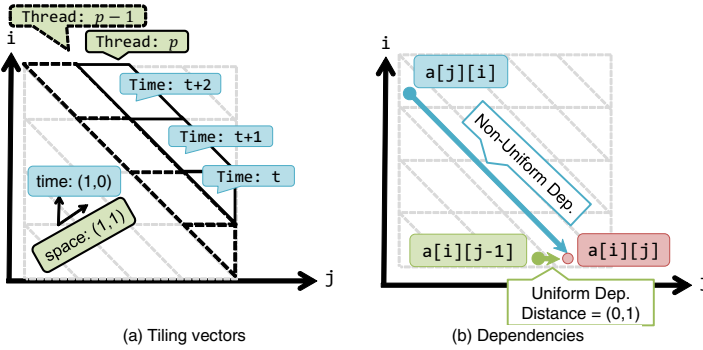 Thread: p − 1
Thread: p
i
Time: t+2
Time: t+1
Time: t
time: (1,0)
space: (1,1)
j
(a) Tiling vectors
i
a[j][i]
Non-Uniform Dep.
a[i][j-1]
a[i][j]
j
Uniform Dep.
Distance = (0,1)
(b) Dependencies